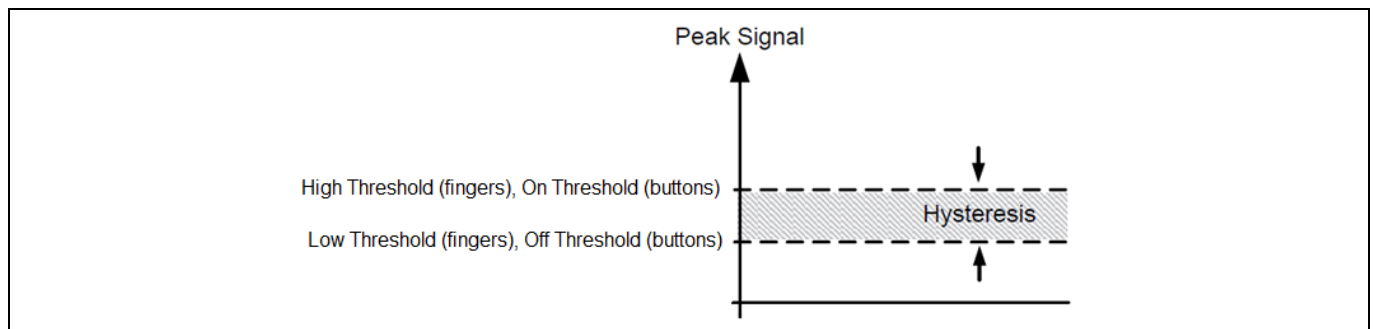 Peak Signal
High Threshold (fingers), On Threshold (buttons)
Hysteresis
Low Threshold (fingers), Off Threshold (buttons)